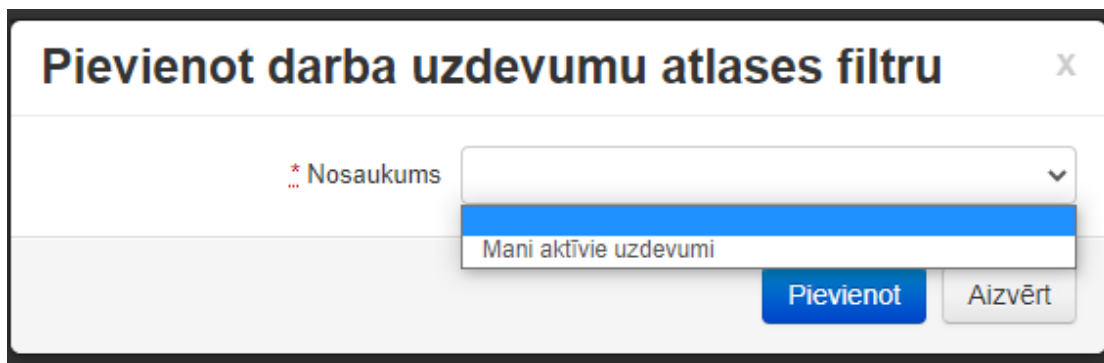 Pievienot darba uzdevumu atlases filtru
x
* Nosaukums
Mani aktīvie uzdevumi
Pievienot
Aizvērt